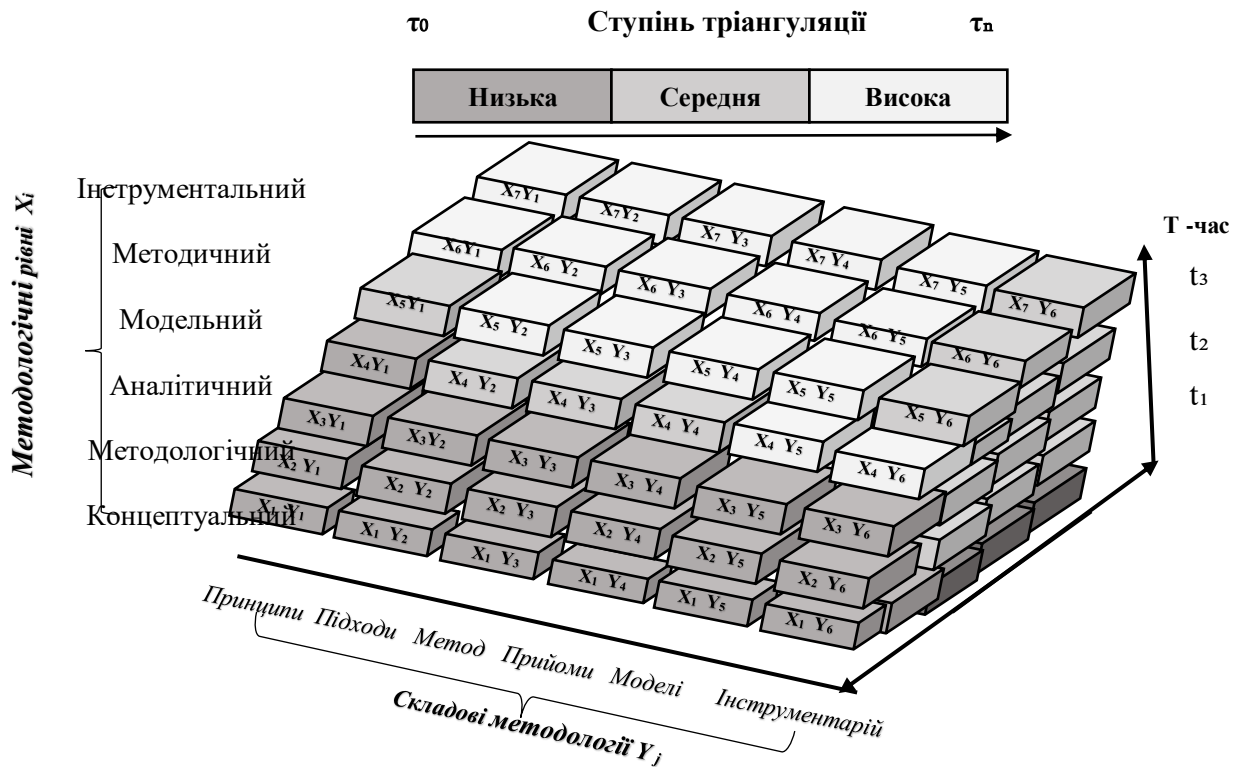 τ₀ Ступінь тріангуляції τₙ
Низька Середня Висока
Методологічні рівні Xᵢ
Інструментальний
Методичний
Модельний
Аналітичний
Методологічний
Концептуальний
X₇Y₁ X₇Y₂ X₇ Y₃ X₇ Y₄ X₇ Y₅ X₇ Y₆
X₆Y₁ X₆ Y₂ X₆ Y₃ X₆ Y₄ X₆ Y₅ X₆ Y₆
X₅Y₁ X₅ Y₂ X₅ Y₃ X₅ Y₄ X₅ Y₅ X₅ Y₆
X₄Y₁ X₄ Y₂ X₄ Y₃ X₄ Y₄ X₄ Y₅ X₄ Y₆
X₃Y₁ X₃Y₂ X₃ Y₃ X₃ Y₄ X₃ Y₅ X₃ Y₆
X₂ Y₁ X₂ Y₂ X₂ Y₃ X₂ Y₄ X₂ Y₅ X₂ Y₆
X₁ Y₁ X₁ Y₂ X₁ Y₃ X₁ Y₄ X₁ Y₅ X₁ Y₆
T -час
t₃
t₂
t₁
Принципи Підходи Метод Прийоми Моделі Інструментарій
Складові методології Y ⱼ